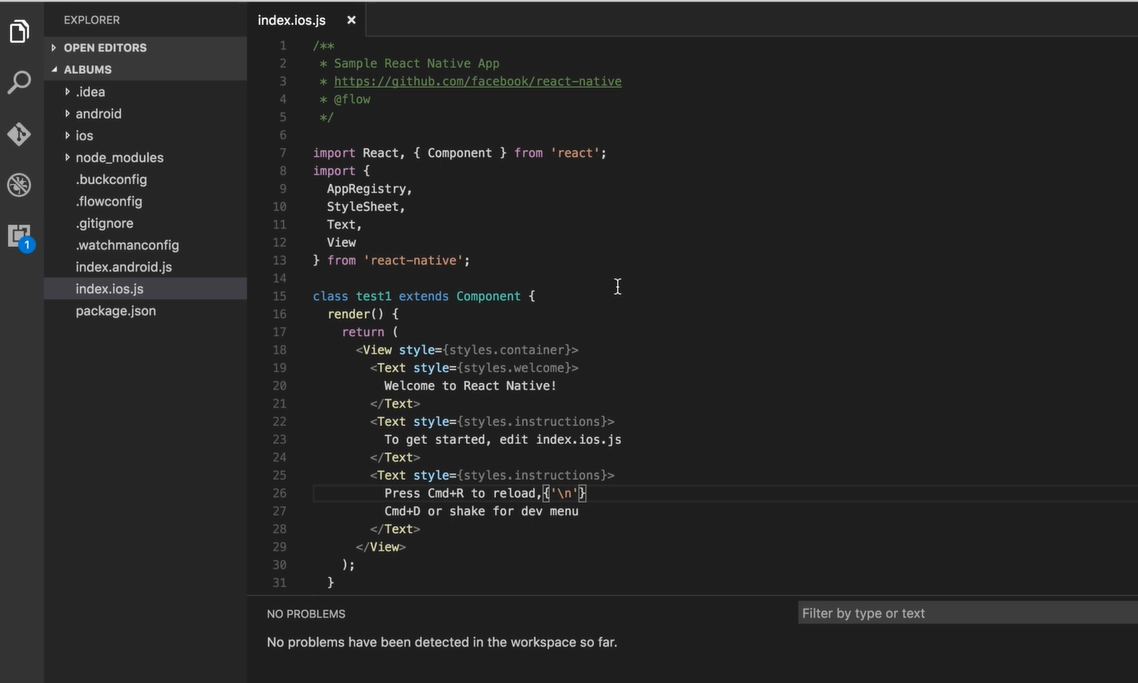 EXPLORER
OPEN EDITORS
ALBUMS
.idea
android
ios
node_modules
.buckconfig
.flowconfig
.gitignore
.watchmanconfig
index.android.js
index.ios.js
package.json
1
index.ios.js ×
1 /**
2  * Sample React Native App
3  * https://github.com/facebook/react-native
4  * @flow
5  */
6
7 import React, { Component } from 'react';
8 import {
9   AppRegistry,
10   StyleSheet,
11   Text,
12   View
13 } from 'react-native';
14
15 class test1 extends Component {
16   render() {
17     return (
18       <View style={styles.container}>
19         <Text style={styles.welcome}>
20           Welcome to React Native!
21         </Text>
22         <Text style={styles.instructions}>
23           To get started, edit index.ios.js
24         </Text>
25         <Text style={styles.instructions}>
26           Press Cmd+R to reload,{'\n'}
27           Cmd+D or shake for dev menu
28         </Text>
29       </View>
30     );
31   }
NO PROBLEMS
Filter by type or text
No problems have been detected in the workspace so far.